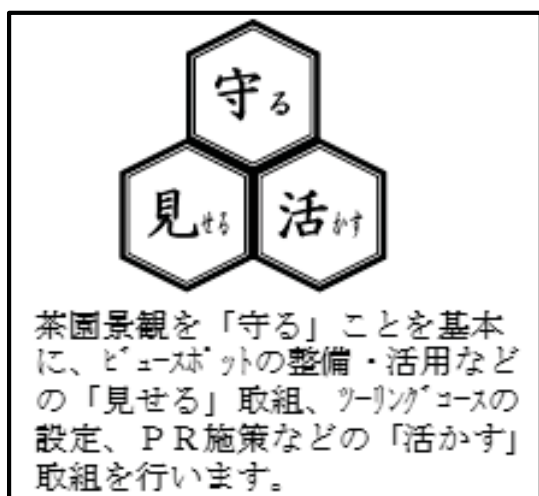 守る
見せる
活かす
茶園景観を「守る」ことを基本
に、ﾋﾞｭｰｽﾎﾟｯﾄの整備・活用など
の「見せる」取組、ﾂｰﾘﾝｸﾞｺｰｽの
設定、ＰＲ施策などの「活かす」
取組を行います。